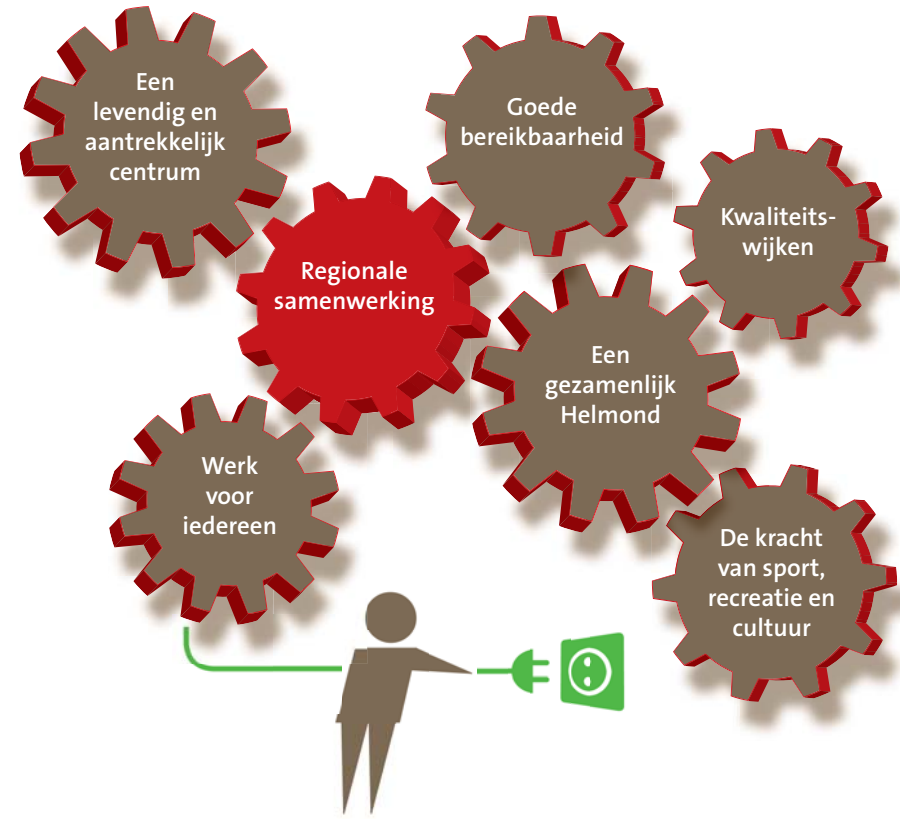 Een
levendig en
aantrekkelijk
centrum
Goede
bereikbaarheid
Kwaliteits-
wijken
Regionale
samenwerking
Een
gezamenlijk
Helmond
Werk
voor
iedereen
De kracht
van sport,
recreatie en
cultuur